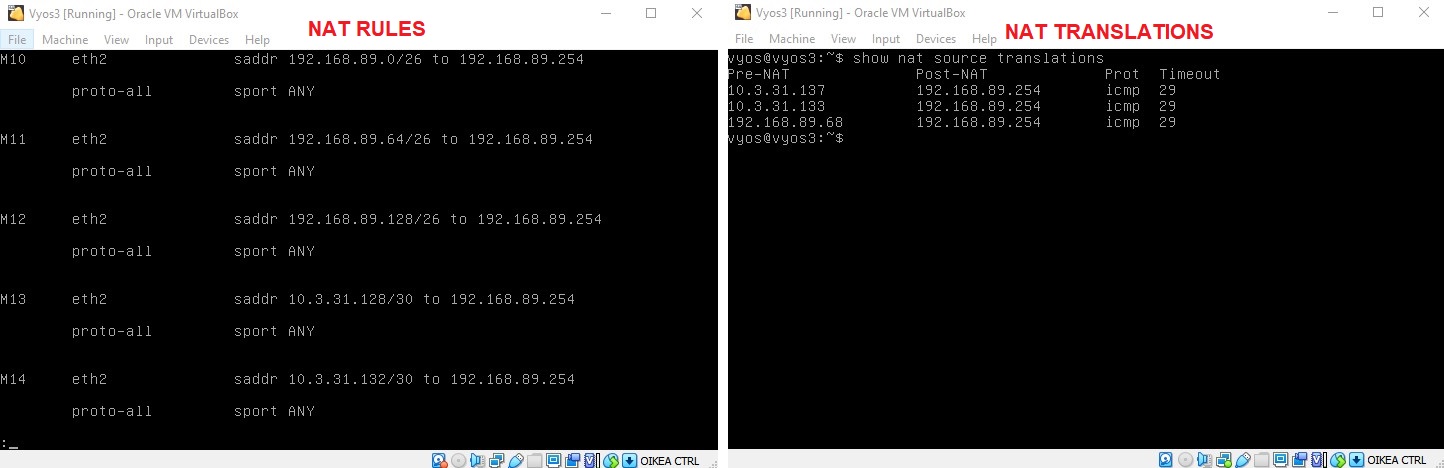 Vyos3 [Running] - Oracle VM VirtualBox
NAT RULES
File Machine View Input Devices Help
M10 eth2 saddr 192.168.89.0/26 to 192.168.89.254
proto-all sport ANY
M11 eth2 saddr 192.168.89.64/26 to 192.168.89.254
proto-all sport ANY
M12 eth2 saddr 192.168.89.128/26 to 192.168.89.254
proto-all sport ANY
M13 eth2 saddr 10.3.31.128/30 to 192.168.89.254
proto-all sport ANY
M14 eth2 saddr 10.3.31.132/30 to 192.168.89.254
proto-all sport ANY
:_
OIKEA CTRL
Vyos3 [Running] - Oracle VM VirtualBox
NAT TRANSLATIONS
File Machine View Input Devices Help
vyos@vyos3:~$ show nat source translations
Pre-NAT Post-NAT Prot Timeout
10.3.31.137 192.168.89.254 icmp 29
10.3.31.133 192.168.89.254 icmp 29
192.168.89.68 192.168.89.254 icmp 29
vyos@vyos3:~$
OIKEA CTRL